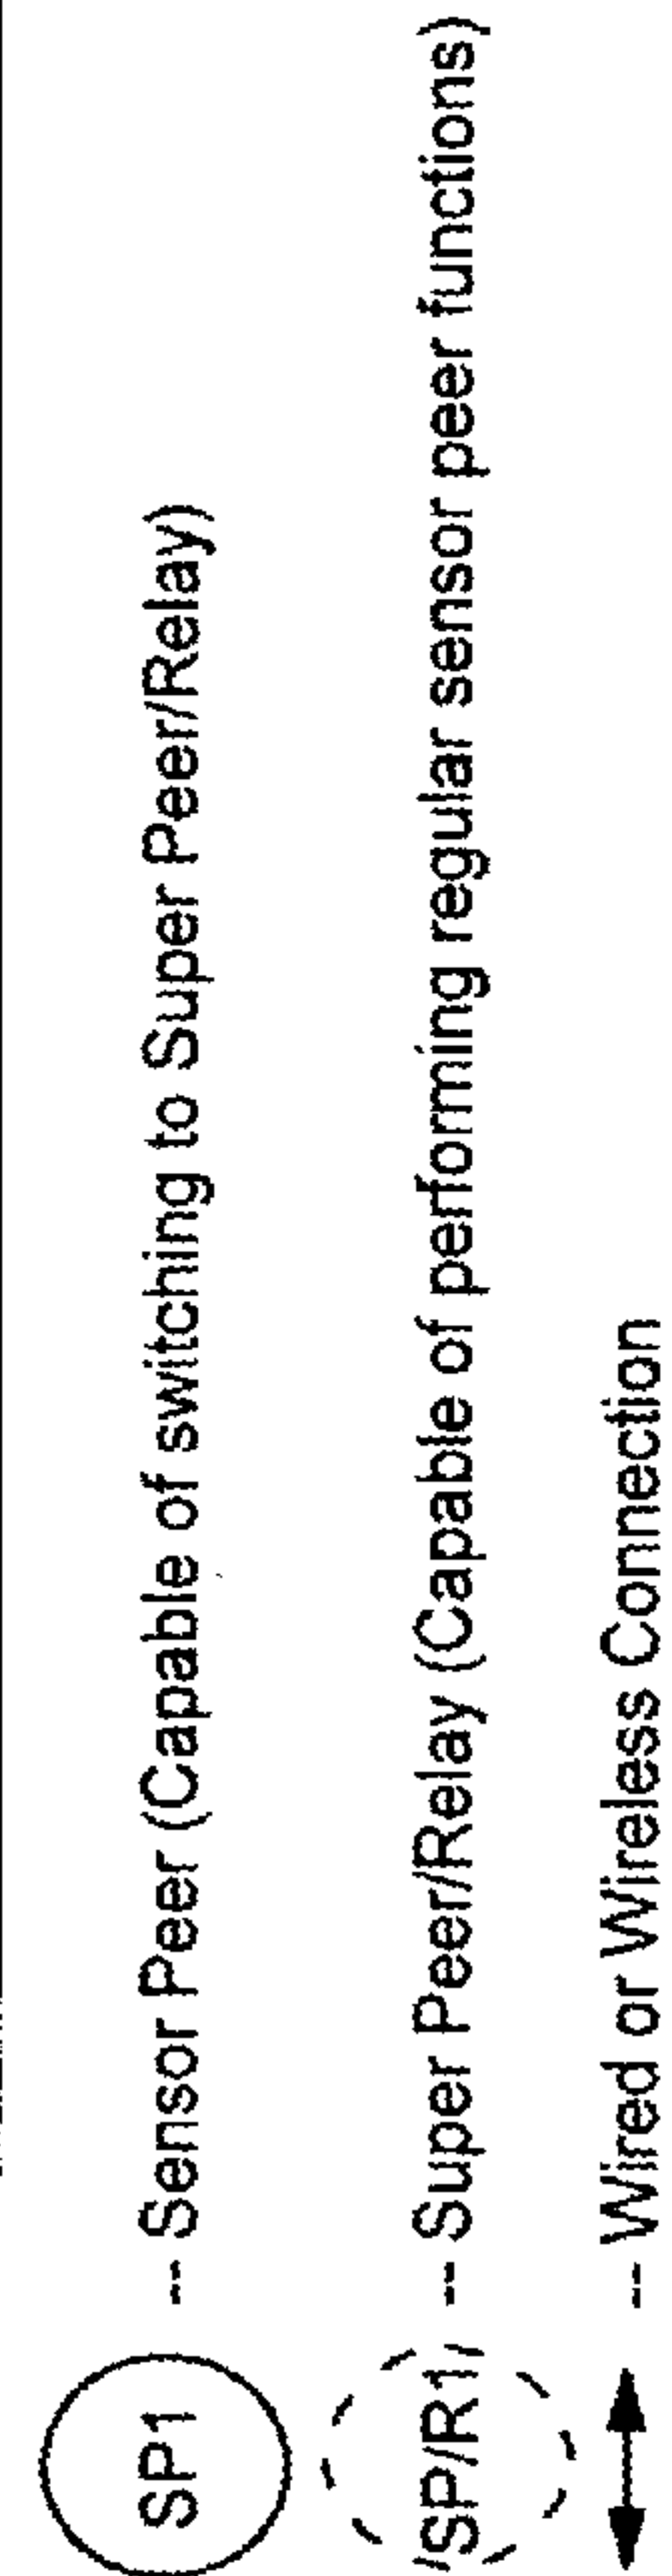 SP1 -- Sensor Peer (Capable of switching to Super Peer/Relay)
SP/R1 -- Super Peer/Relay (Capable of performing regular sensor peer functions)
-- Wired or Wireless Connection